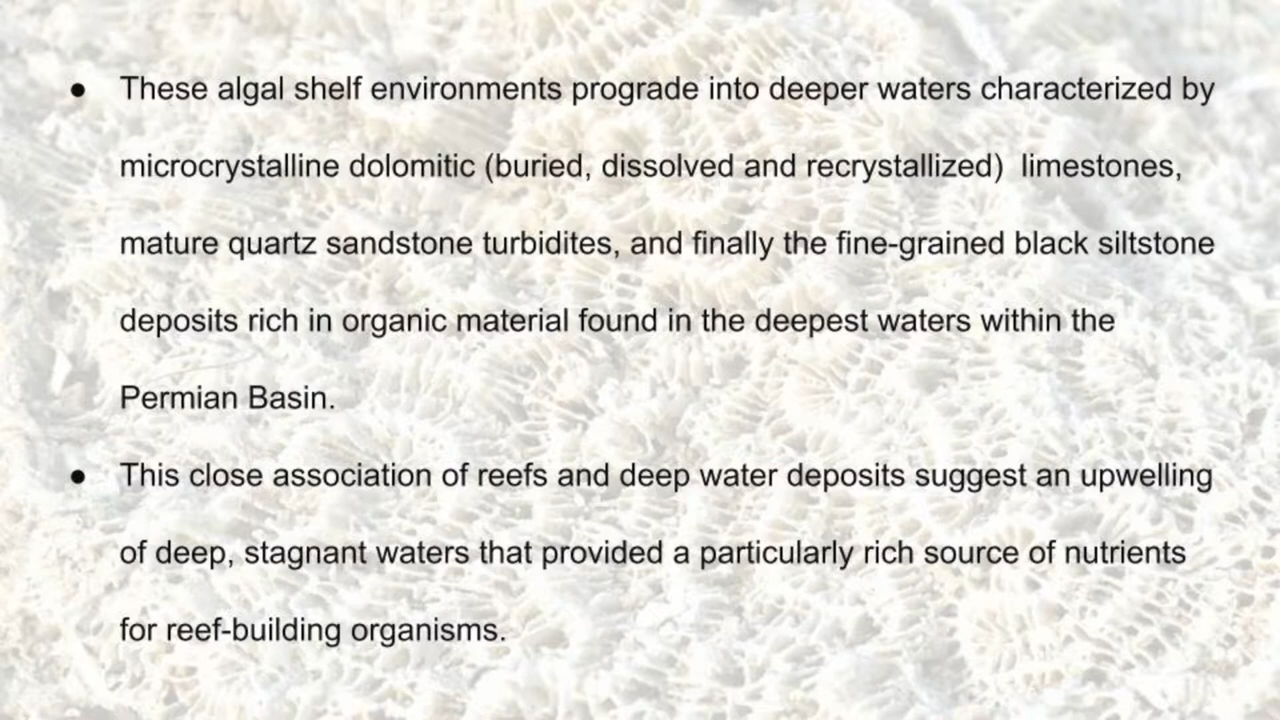 ● These algal shelf environments prograde into deeper waters characterized by
microcrystalline dolomitic (buried, dissolved and recrystallized)  limestones,
mature quartz sandstone turbidites, and finally the fine-grained black siltstone
deposits rich in organic material found in the deepest waters within the
Permian Basin.
● This close association of reefs and deep water deposits suggest an upwelling
of deep, stagnant waters that provided a particularly rich source of nutrients
for reef-building organisms.